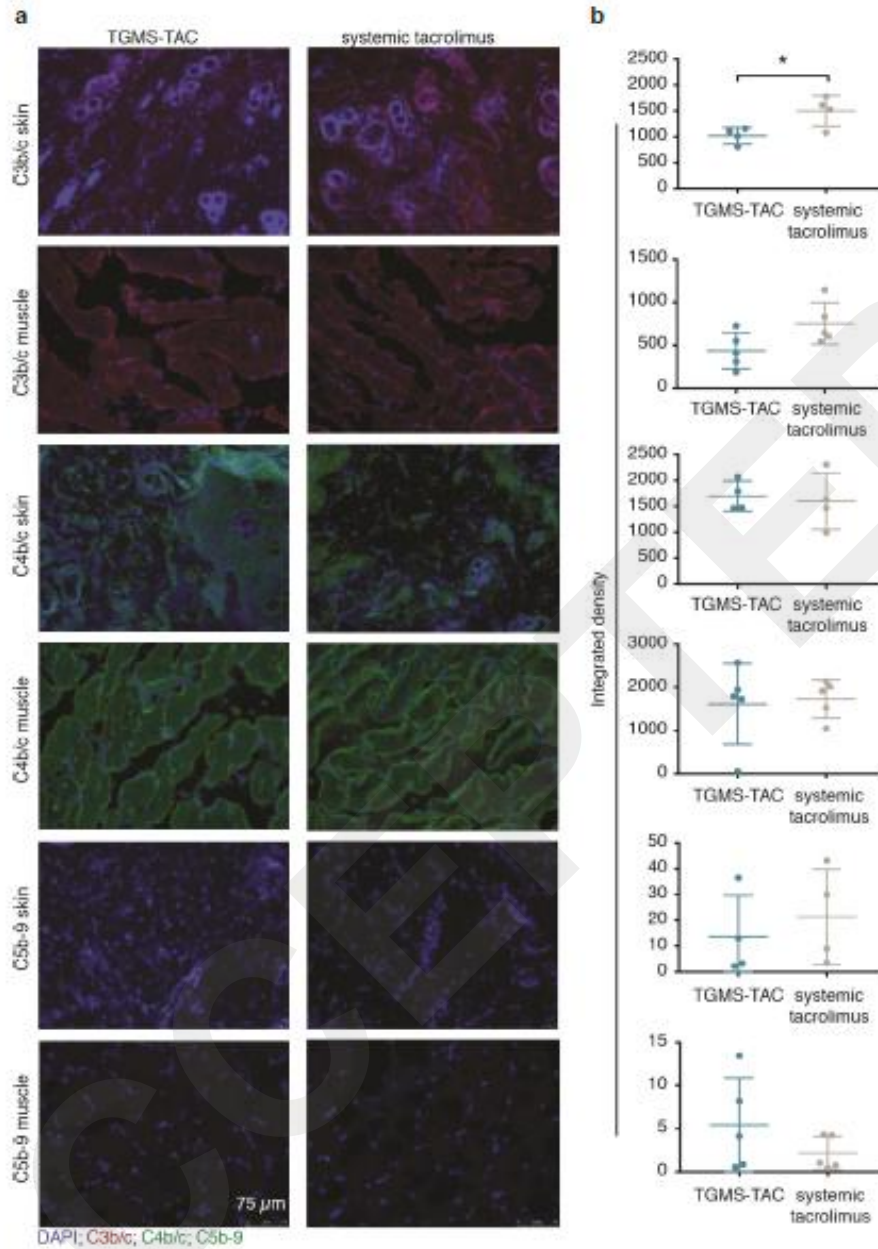 a
TGMS-TAC
systemic tacrolimus
C3b/c skin
C3b/c muscle
C4b/c skin
C4b/c muscle
C5b-9 skin
C5b-9 muscle
75 µm
DAPI; C3b/c; C4b/c; C5b-9
b
Integrated density
2500
2000
1500
1000
500
0
*
TGMS-TAC systemic
tacrolimus
1500
1000
500
0
TGMS-TAC systemic
tacrolimus
2500
2000
1500
1000
500
0
TGMS-TAC systemic
tacrolimus
3000
2000
1000
0
TGMS-TAC systemic
tacrolimus
50
40
30
20
10
0
TGMS-TAC systemic
tacrolimus
15
10
5
0
TGMS-TAC systemic
tacrolimus
CCEPTE